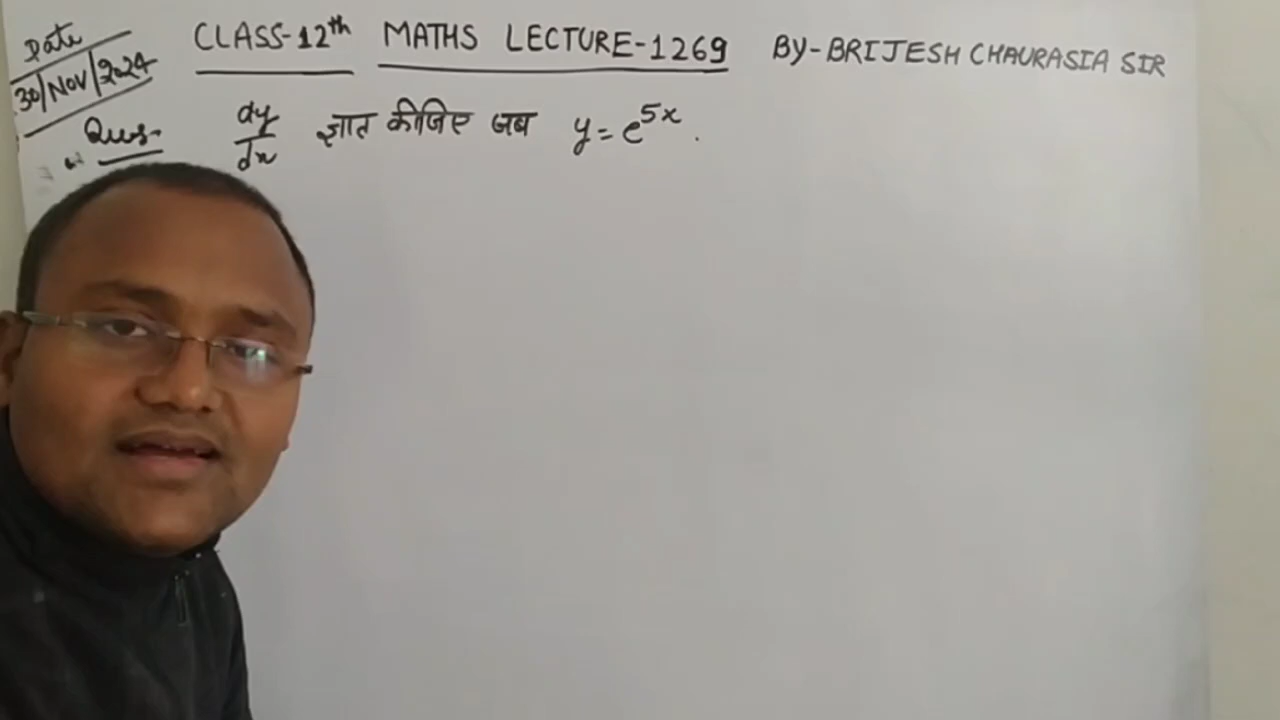 Date
30/Nov/2024
CLASS-12th MATHS LECTURE-1269 BY-BRIJESH CHAURASIA SIR
Ques- dy/dx ज्ञात कीजिए जब y=e^5x.